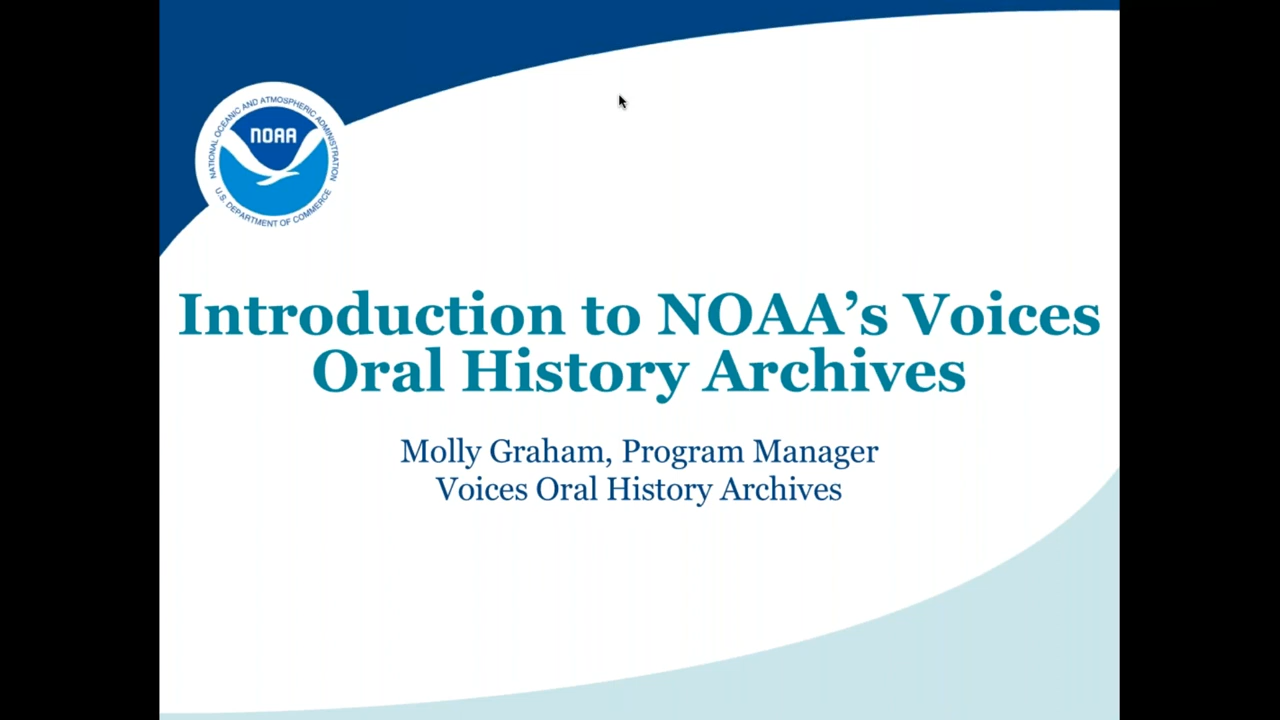 NATIONAL OCEANIC AND ATMOSPHERIC ADMINISTRATION
NOAA
U.S. DEPARTMENT OF COMMERCE
Introduction to NOAA’s Voices
Oral History Archives
Molly Graham, Program Manager
Voices Oral History Archives